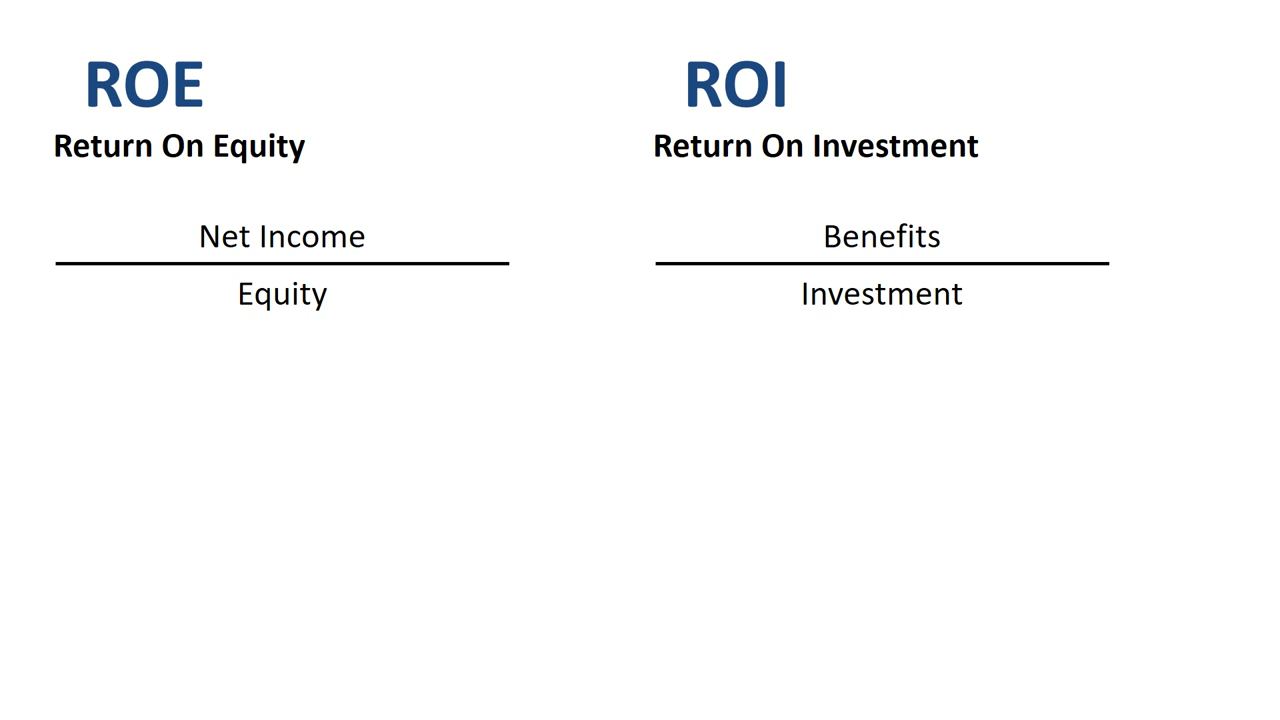 ROE
Return On Equity
Net Income
Equity
ROI
Return On Investment
Benefits
Investment